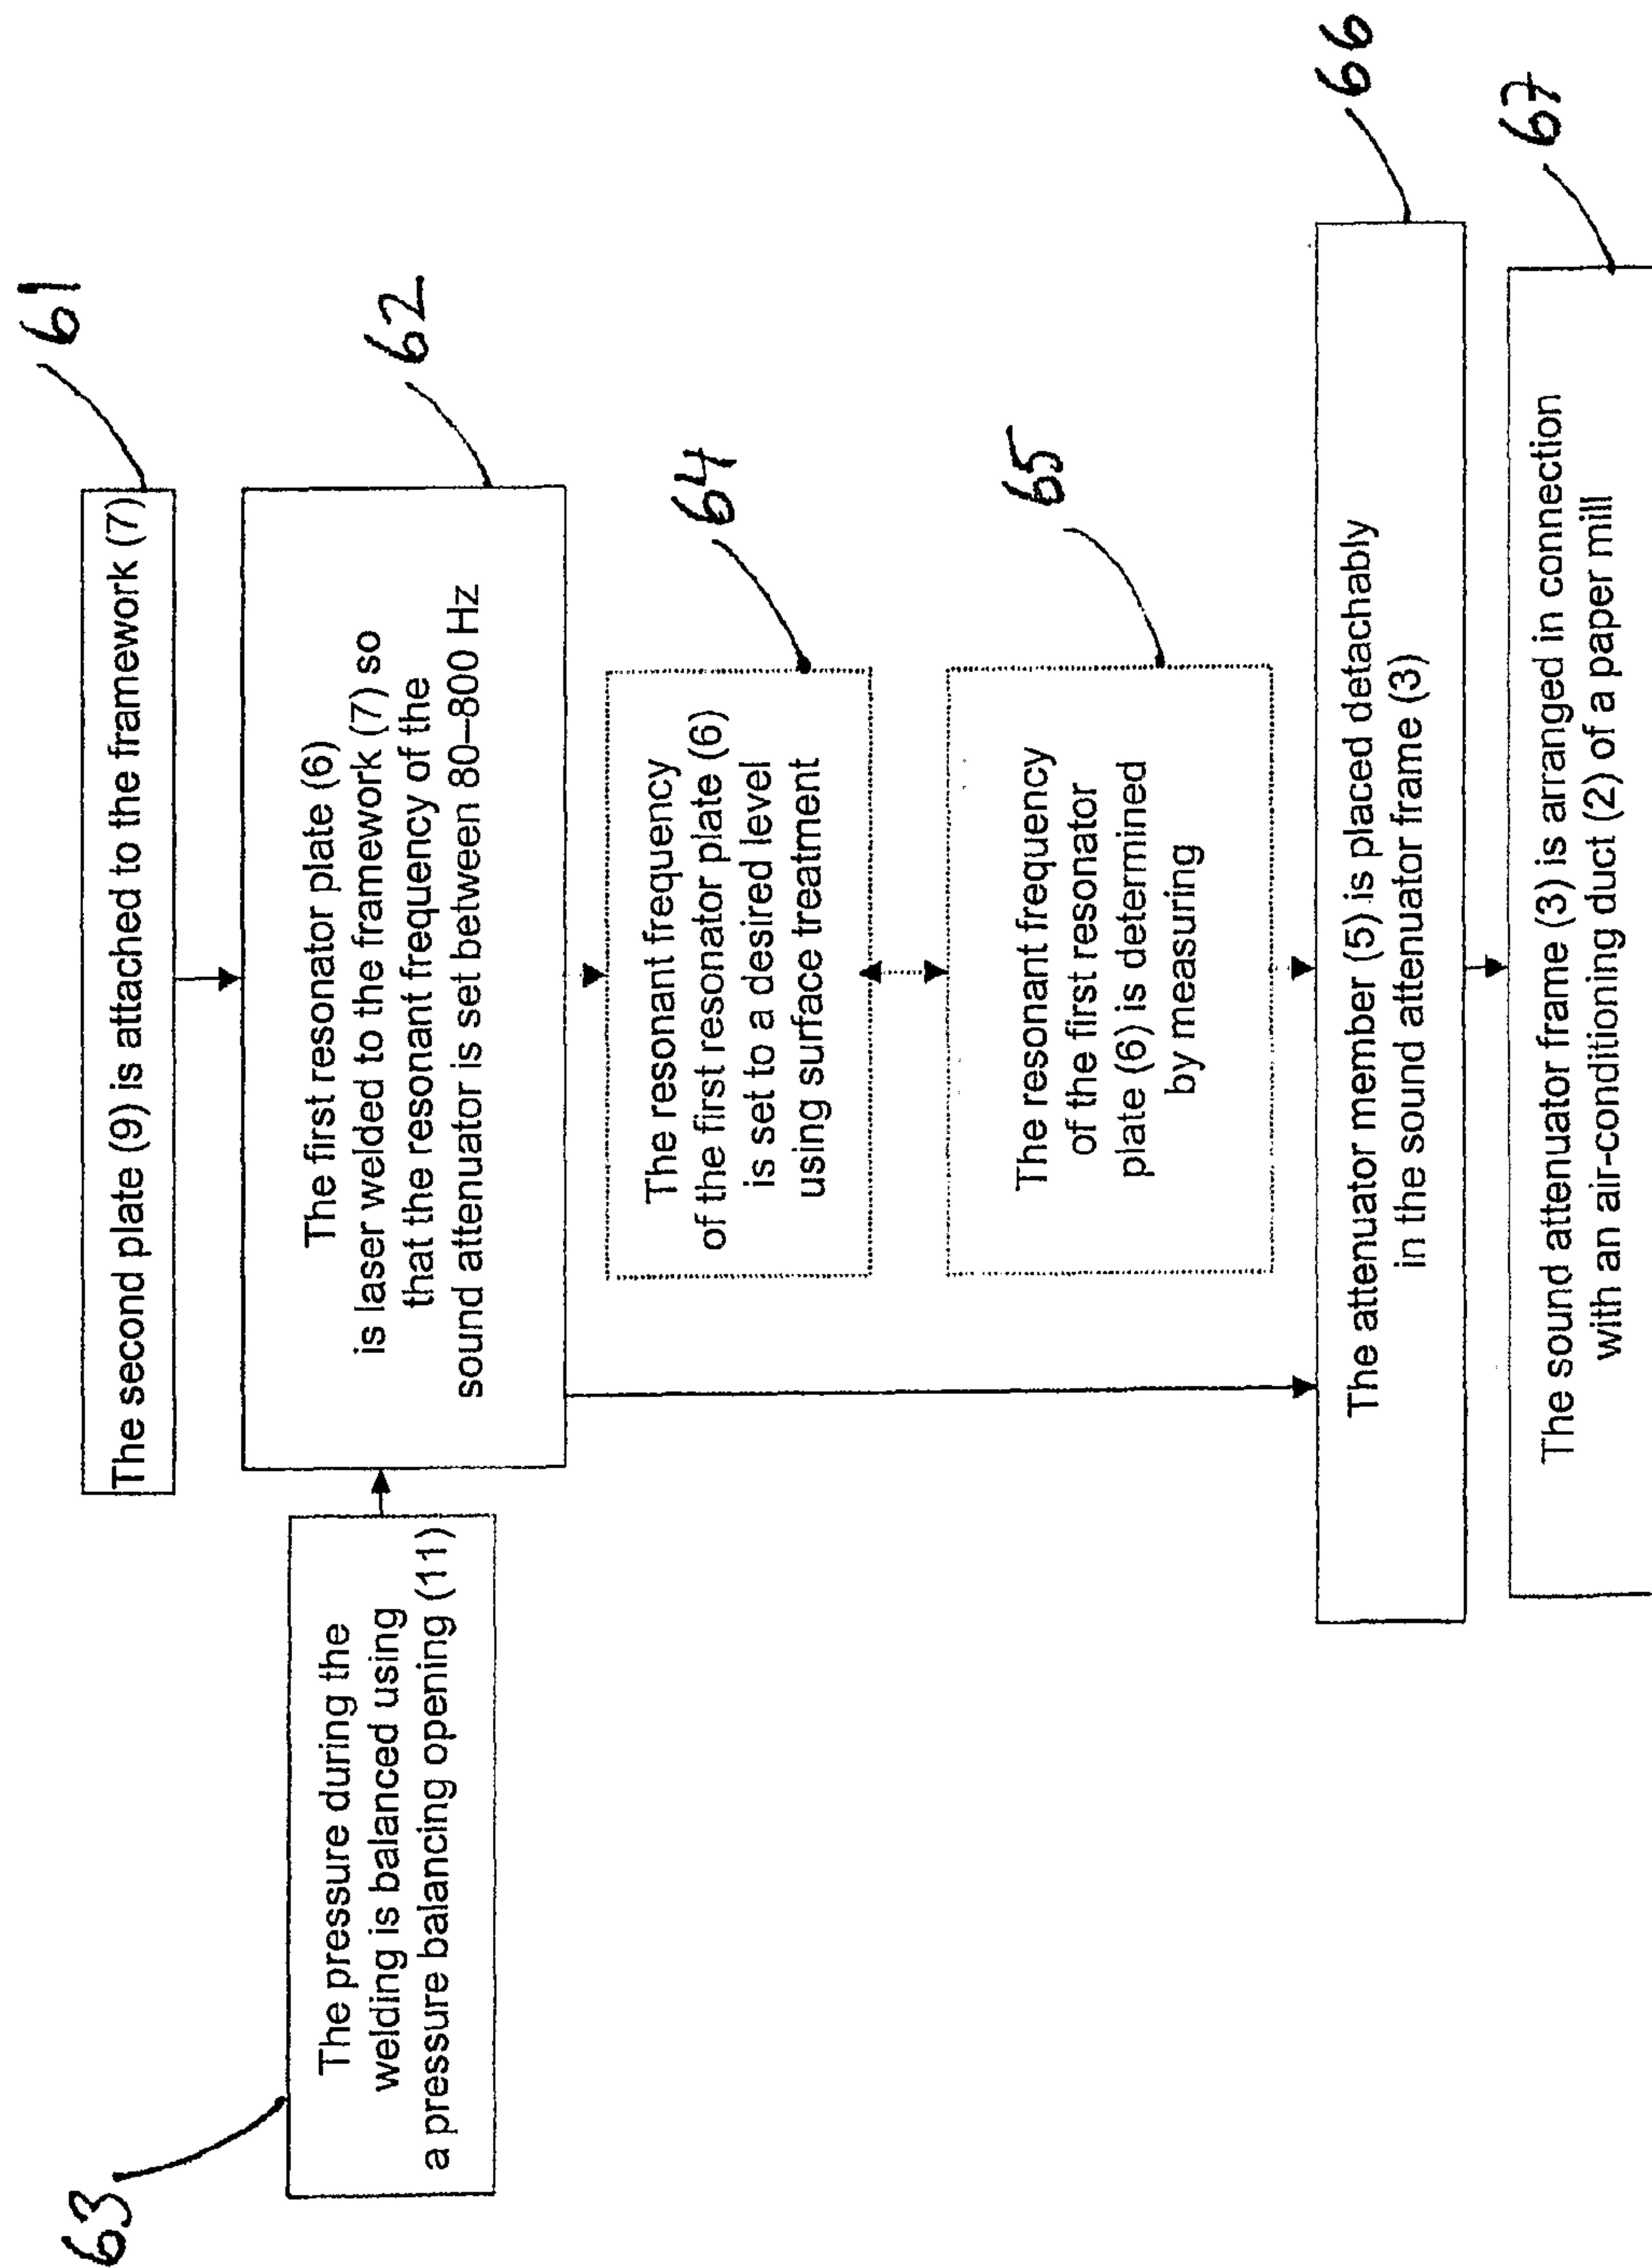 61
The second plate (9) is attached to the framework (7)
62
The first resonator plate (6)
is laser welded to the framework (7) so
that the resonant frequency of the
sound attenuator is set between 80–800 Hz
63
The pressure during the
welding is balanced using
a pressure balancing opening (11)
64
The resonant frequency
of the first resonator plate (6)
is set to a desired level
using surface treatment
65
The resonant frequency
of the first resonator
plate (6) is determined
by measuring
66
The attenuator member (5) is placed detachably
in the sound attenuator frame (3)
67
The sound attenuator frame (3) is arranged in connection
with an air-conditioning duct (2) of a paper mill